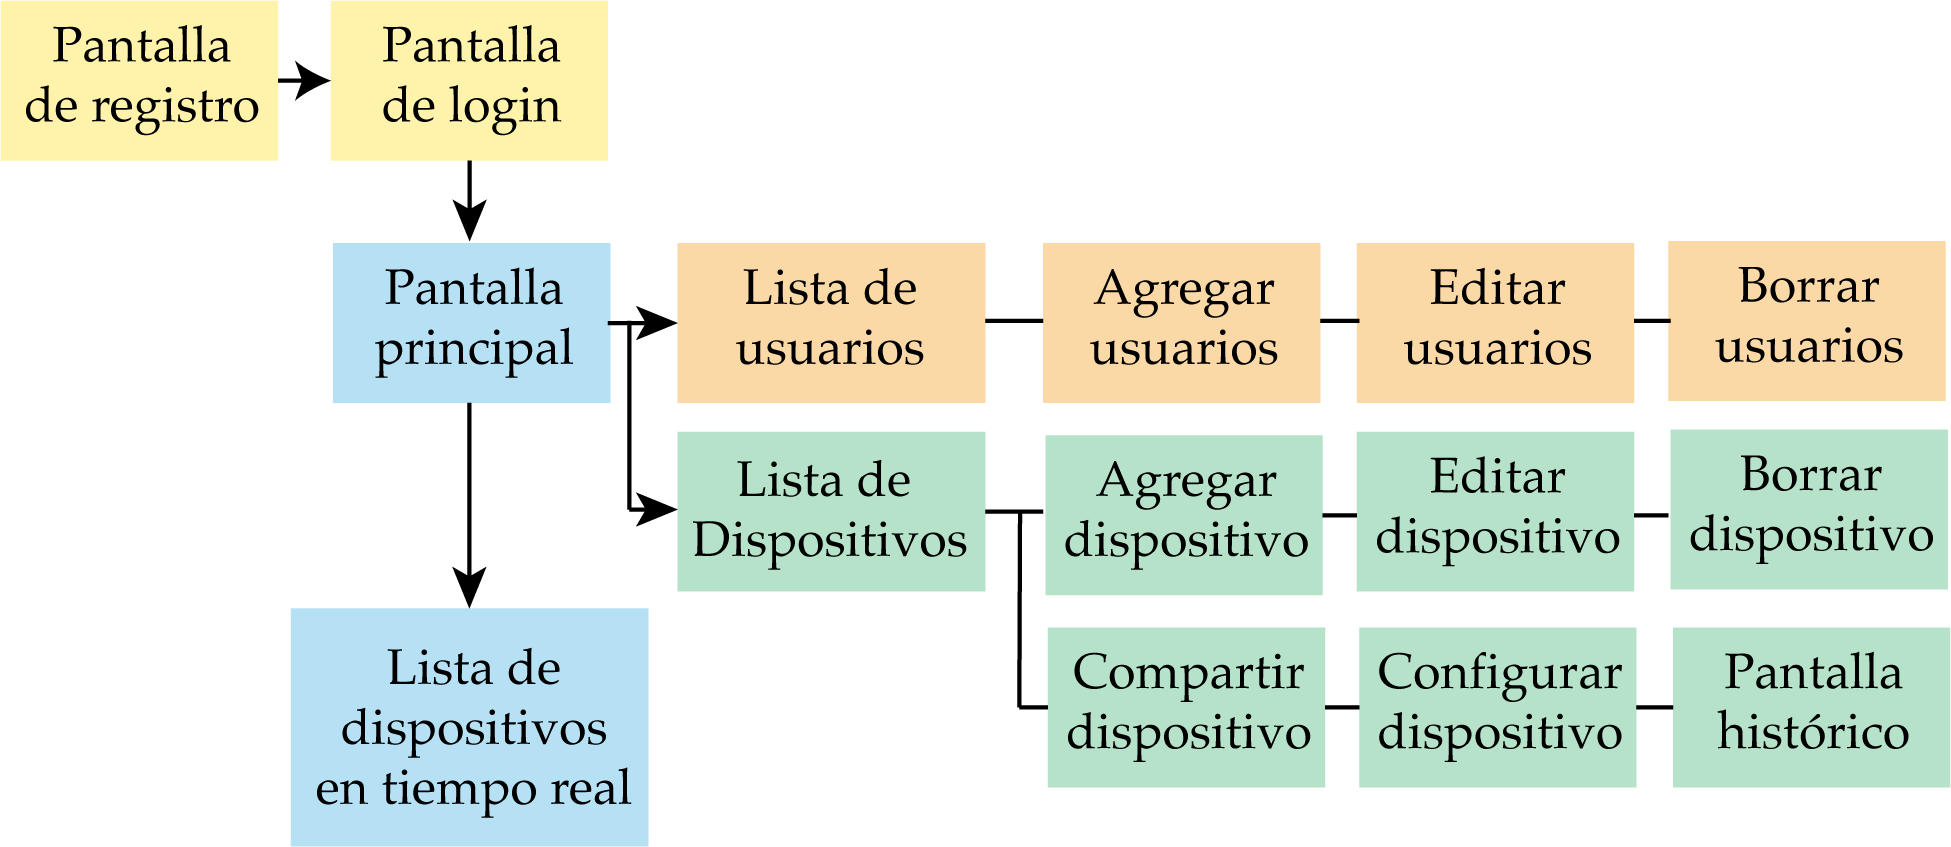 Pantalla
de registro
Pantalla
de login
Pantalla
principal
Lista de
usuarios
Agregar
usuarios
Editar
usuarios
Borrar
usuarios
Lista de
Dispositivos
Agregar
dispositivo
Editar
dispositivo
Borrar
dispositivo
Lista de
dispositivos
en tiempo real
Compartir
dispositivo
Configurar
dispositivo
Pantalla
histórico